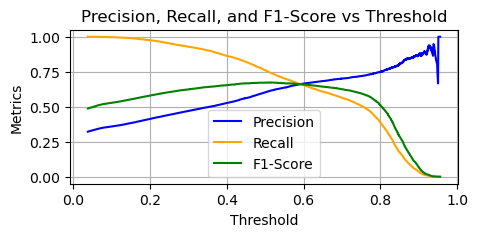 Precision, Recall, and F1-Score vs Threshold
1.00
0.75
0.50
0.25
0.00
Metrics
Precision
Recall
F1-Score
0.0 0.2 0.4 0.6 0.8 1.0
Threshold